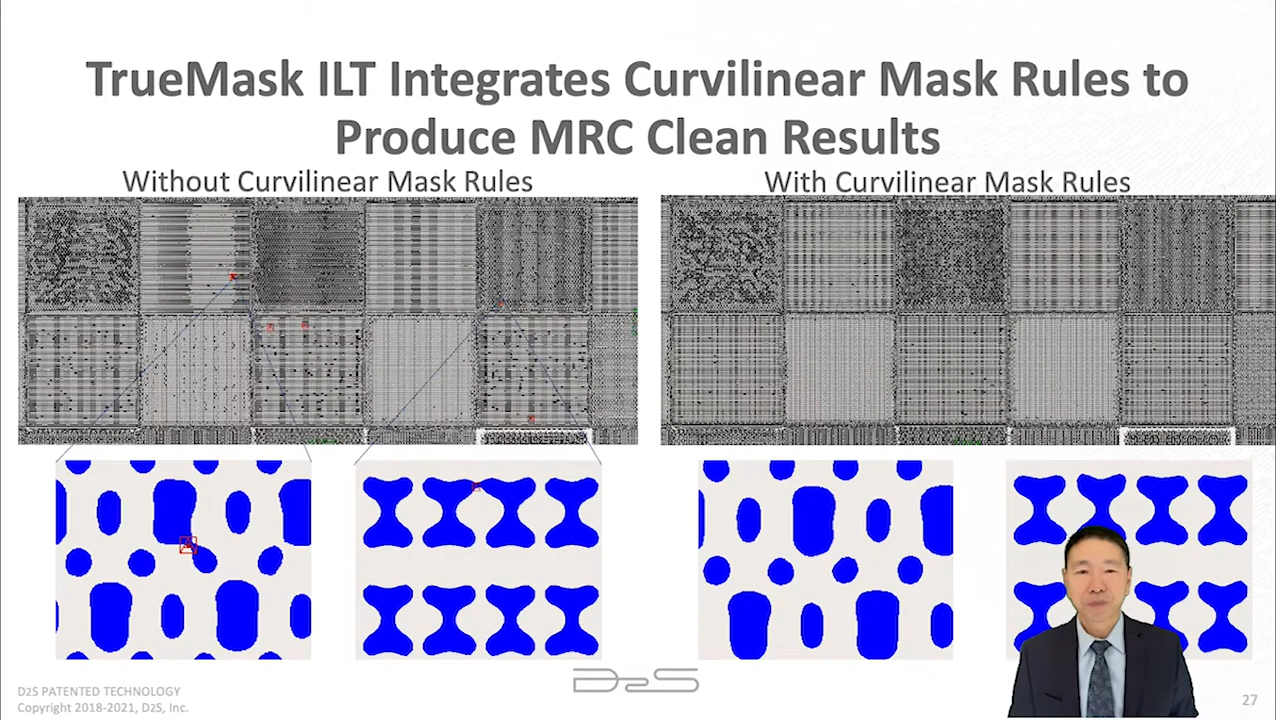 TrueMask ILT Integrates Curvilinear Mask Rules to
Produce MRC Clean Results
Without Curvilinear Mask Rules
With Curvilinear Mask Rules
D2S
D2S PATENTED TECHNOLOGY
Copyright 2018-2021, D2S, Inc.
27